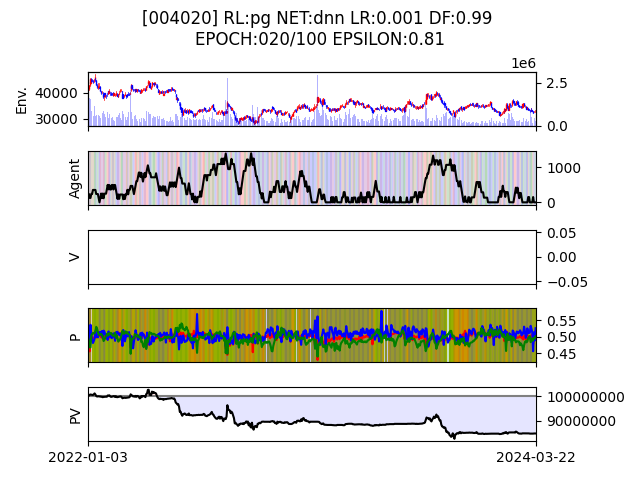 [004020] RL:pg NET:dnn LR:0.001 DF:0.99
EPOCH:020/100 EPSILON:0.81
1e6
Env.
40000
30000
2.5
0.0
Agent
1000
0
V
0.05
0.00
−0.05
P
0.55
0.50
0.45
PV
100000000
90000000
2022-01-03
2024-03-22